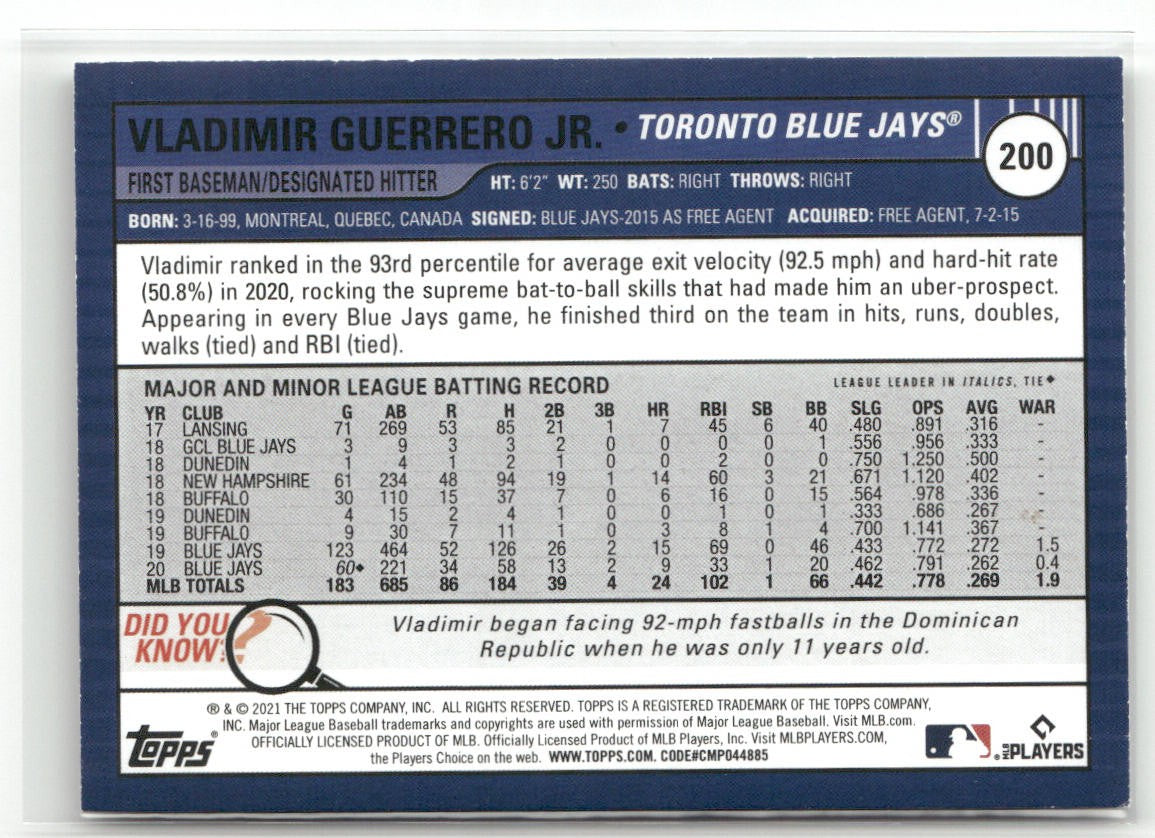 VLADIMIR GUERRERO JR. • TORONTO BLUE JAYS®
200
FIRST BASEMAN/DESIGNATED HITTER HT: 6'2" WT: 250 BATS: RIGHT THROWS: RIGHT
BORN: 3-16-99, MONTREAL, QUEBEC, CANADA SIGNED: BLUE JAYS-2015 AS FREE AGENT ACQUIRED: FREE AGENT, 7-2-15
Vladimir ranked in the 93rd percentile for average exit velocity (92.5 mph) and hard-hit rate
(50.8%) in 2020, rocking the supreme bat-to-ball skills that had made him an uber-prospect.
Appearing in every Blue Jays game, he finished third on the team in hits, runs, doubles,
walks (tied) and RBI (tied).
MAJOR AND MINOR LEAGUE BATTING RECORD LEAGUE LEADER IN ITALICS, TIE◆
YR CLUB G AB R H 2B 3B HR RBI SB BB SLG OPS AVG WAR
17 LANSING 71 269 53 85 21 1 7 45 6 40 .480 .891 .316 -
18 GCL BLUE JAYS 3 9 3 3 2 0 0 0 0 1 .556 .956 .333 -
18 DUNEDIN 1 4 1 2 1 0 0 2 0 0 .750 1.250 .500 -
18 NEW HAMPSHIRE 61 234 48 94 19 1 14 60 3 21 .671 1.120 .402 -
18 BUFFALO 30 110 15 37 7 0 6 16 0 15 .564 .978 .336 -
19 DUNEDIN 4 15 2 4 1 0 0 1 0 1 .333 .686 .267
19 BUFFALO 9 30 7 11 1 0 3 8 1 4 .700 1.141 .367 -
19 BLUE JAYS 123 464 52 126 26 2 15 69 0 46 .433 .772 .272 1.5
20 BLUE JAYS 60◆ 221 34 58 13 2 9 33 1 20 .462 .791 .262 0.4
MLB TOTALS 183 685 86 184 39 4 24 102 1 66 .442 .778 .269 1.9
DID YOU
KNOW?
Vladimir began facing 92-mph fastballs in the Dominican
Republic when he was only 11 years old.
® & © 2021 THE TOPPS COMPANY, INC. ALL RIGHTS RESERVED. TOPPS IS A REGISTERED TRADEMARK OF THE TOPPS COMPANY,
INC. Major League Baseball trademarks and copyrights are used with permission of Major League Baseball. Visit MLB.com.
OFFICIALLY LICENSED PRODUCT OF MLB. Officially Licensed Product of MLB Players, Inc. Visit MLBPLAYERS.COM,
the Players Choice on the web. WWW.TOPPS.COM. CODE#CMP044885
topps®
MLB PLAYERS